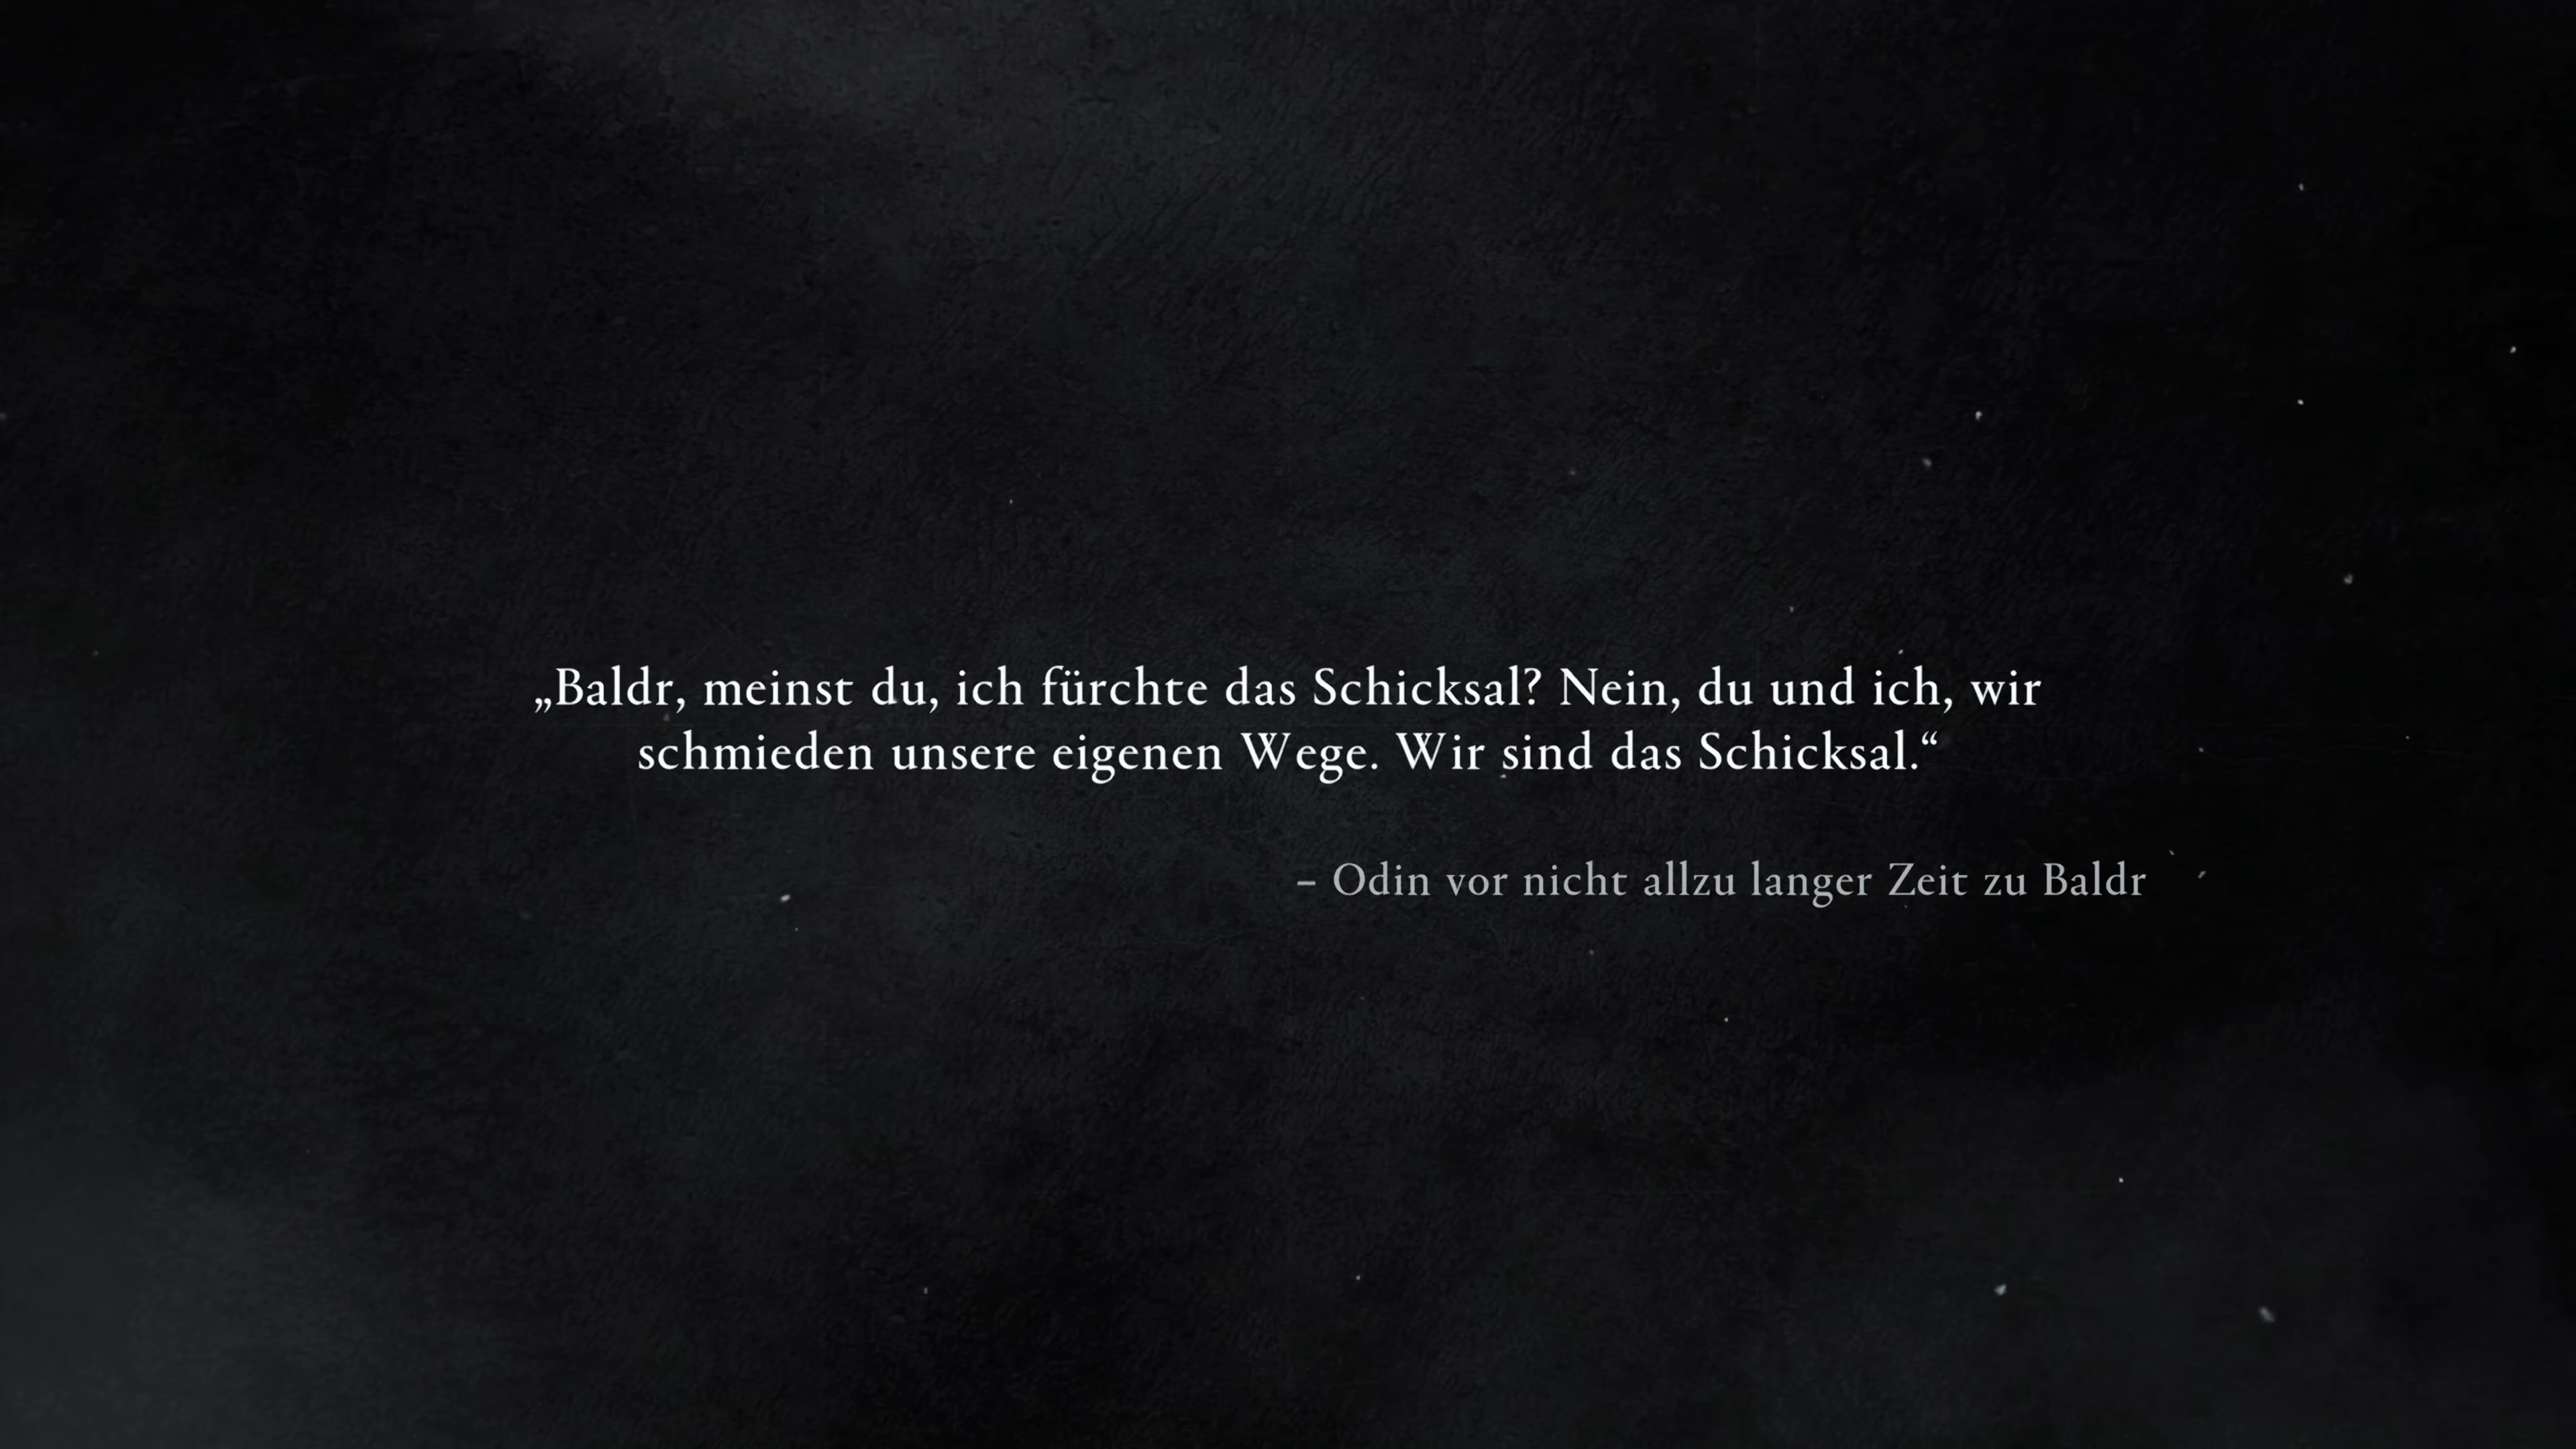 „Baldr, meinst du, ich fürchte das Schicksal? Nein, du und ich, wir
schmieden unsere eigenen Wege. Wir sind das Schicksal.“
– Odin vor nicht allzu langer Zeit zu Baldr